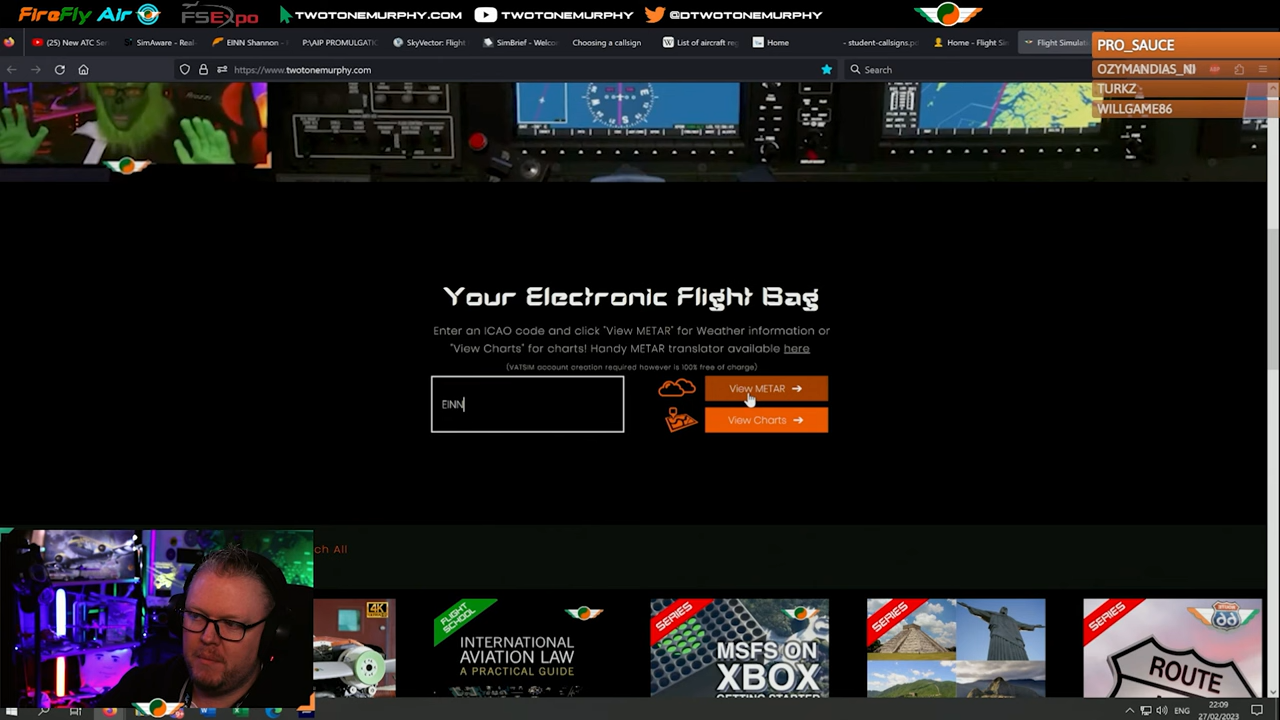 FireFly Air
FSExpo
TWOTONEMURPHY.COM
TWOTONEMURPHY
@DTWOTONEMURPHY
(25) New ATC Se
SimAware - Real-
EINN Shannon -
P:\AIP PROMULGATI
SkyVector: Flight
SimBrief - Welco
Choosing a callsign
List of aircraft reg
Home
- student-callsigns.p
Home - Flight Sim
Flight Simulat
PRO_SAUCE
OZYMANDIAS_NI
TURKZ
WILLGAME86
https://www.twotonemurphy.com
Search
Your Electronic Flight Bag
Enter an ICAO code and click "View METAR" for Weather information or
"View Charts" for charts! Handy METAR translator available here
(VATSIM account creation required however is 100% free of charge)
EINN
View METAR →
View Charts →
ch All
4K
FLIGHT SCHOOL
INTERNATIONAL
AVIATION LAW
A PRACTICAL GUIDE
SERIES
MSFS ON
XBOX
GETTING STARTED
SERIES
SERIES
66
ROUTE
ENG
22:09
27/02/2023